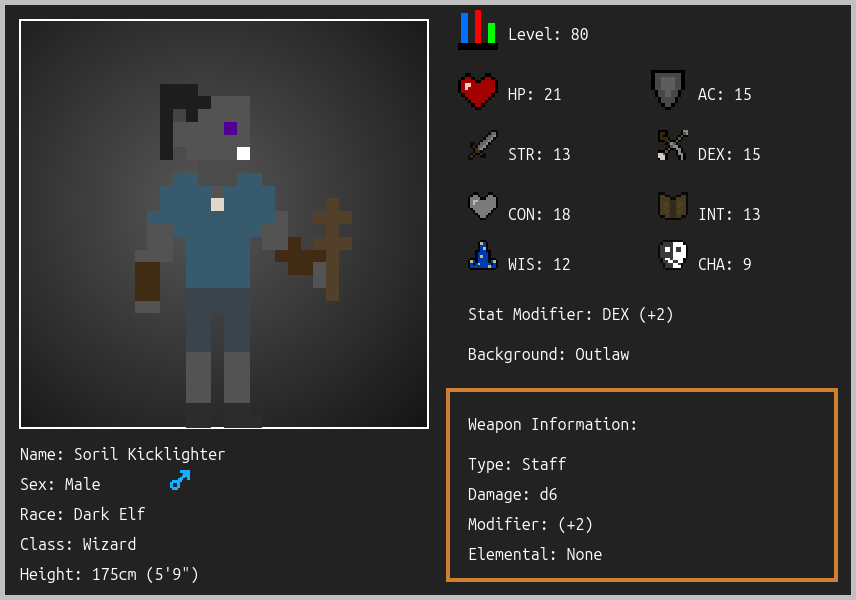 Level: 80
HP: 21
AC: 15
STR: 13
DEX: 15
CON: 18
INT: 13
WIS: 12
CHA: 9
Stat Modifier: DEX (+2)
Background: Outlaw
Weapon Information:
Type: Staff
Damage: d6
Modifier: (+2)
Elemental: None
Name: Soril Kicklighter
Sex: Male
Race: Dark Elf
Class: Wizard
Height: 175cm (5'9")